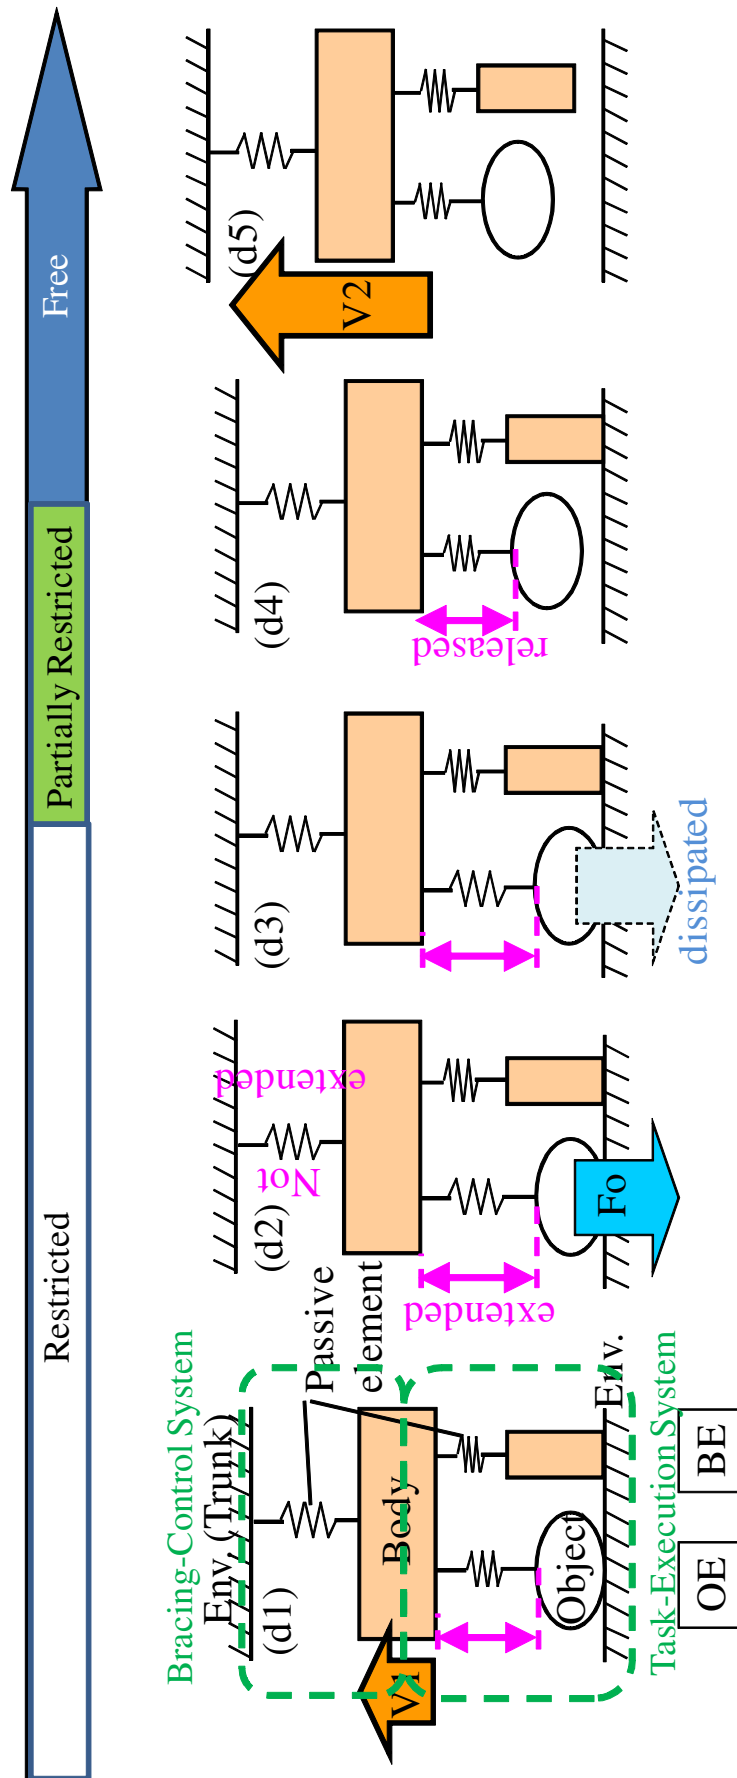 Restricted
Partially Restricted
Free
Bracing-Control System
Env. (Trunk)
(d1)
V1
Body
Object
Passive
element
Env.
Task-Execution System
OE
BE
(d2)
Not
extended
extended
Fo
(d3)
dissipated
(d4)
released
(d5)
V2